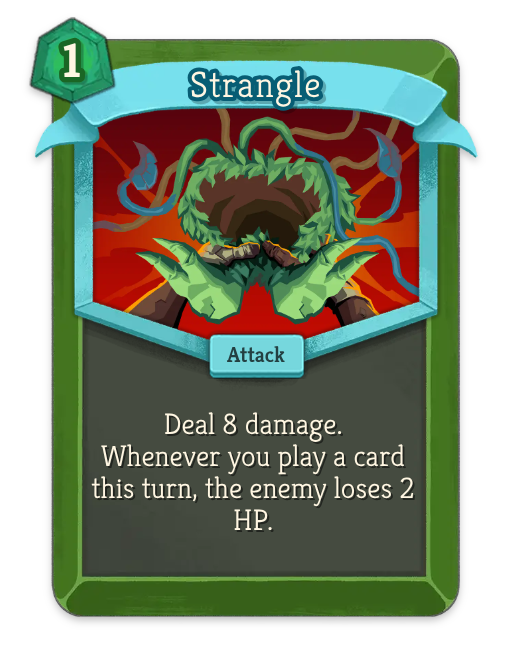 1
Strangle
Attack
Deal 8 damage.
Whenever you play a card
this turn, the enemy loses 2
HP.